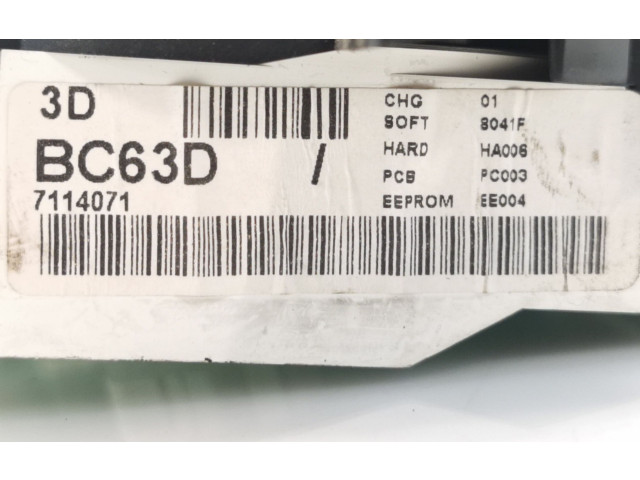 3D
BC63D /
7114071
CHG 01
SOFT 8041F
HARD HA006
PCB PC003
EEPROM EE004